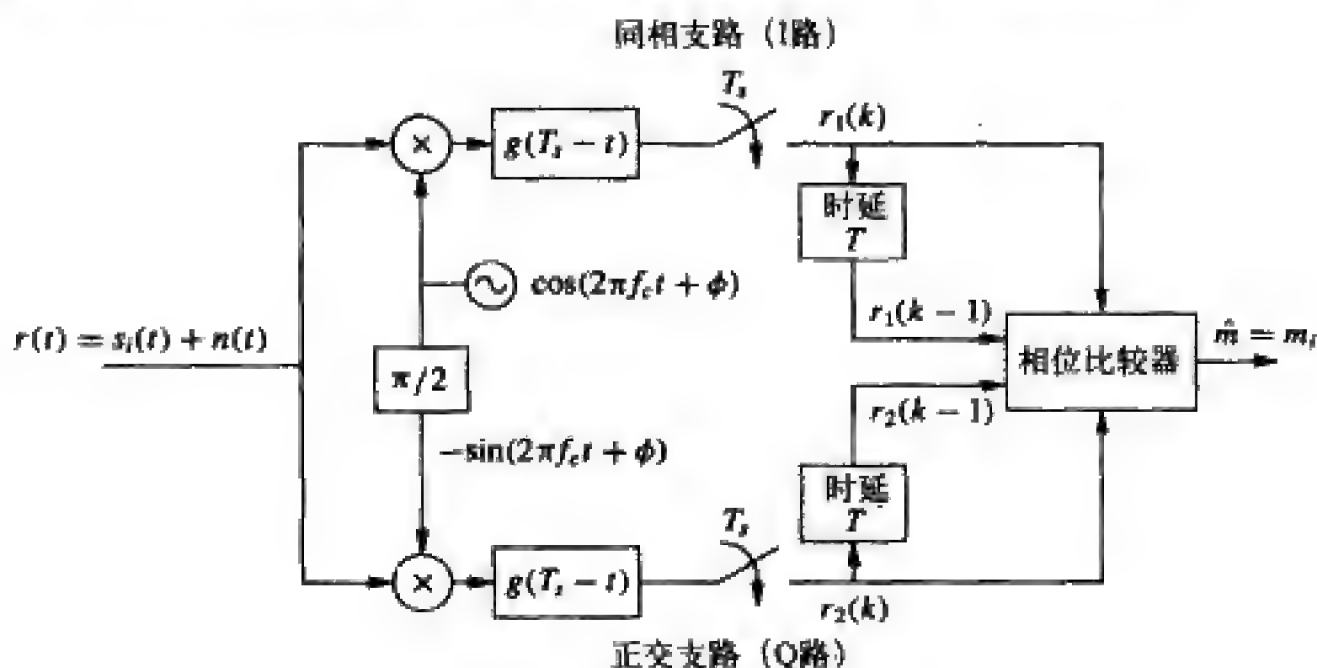 同相支路（I路）
T_s
r_1(k)
×
g(T_s − t)
时延
T
cos(2πf_c t + ϕ)
r_1(k − 1)
r(t) = s_i(t) + n(t)
π/2
相位比较器
m̂ = m_i
r_2(k − 1)
−sin(2πf_c t + ϕ)
时延
T
T_s
×
g(T_s − t)
r_2(k)
正交支路（Q路）